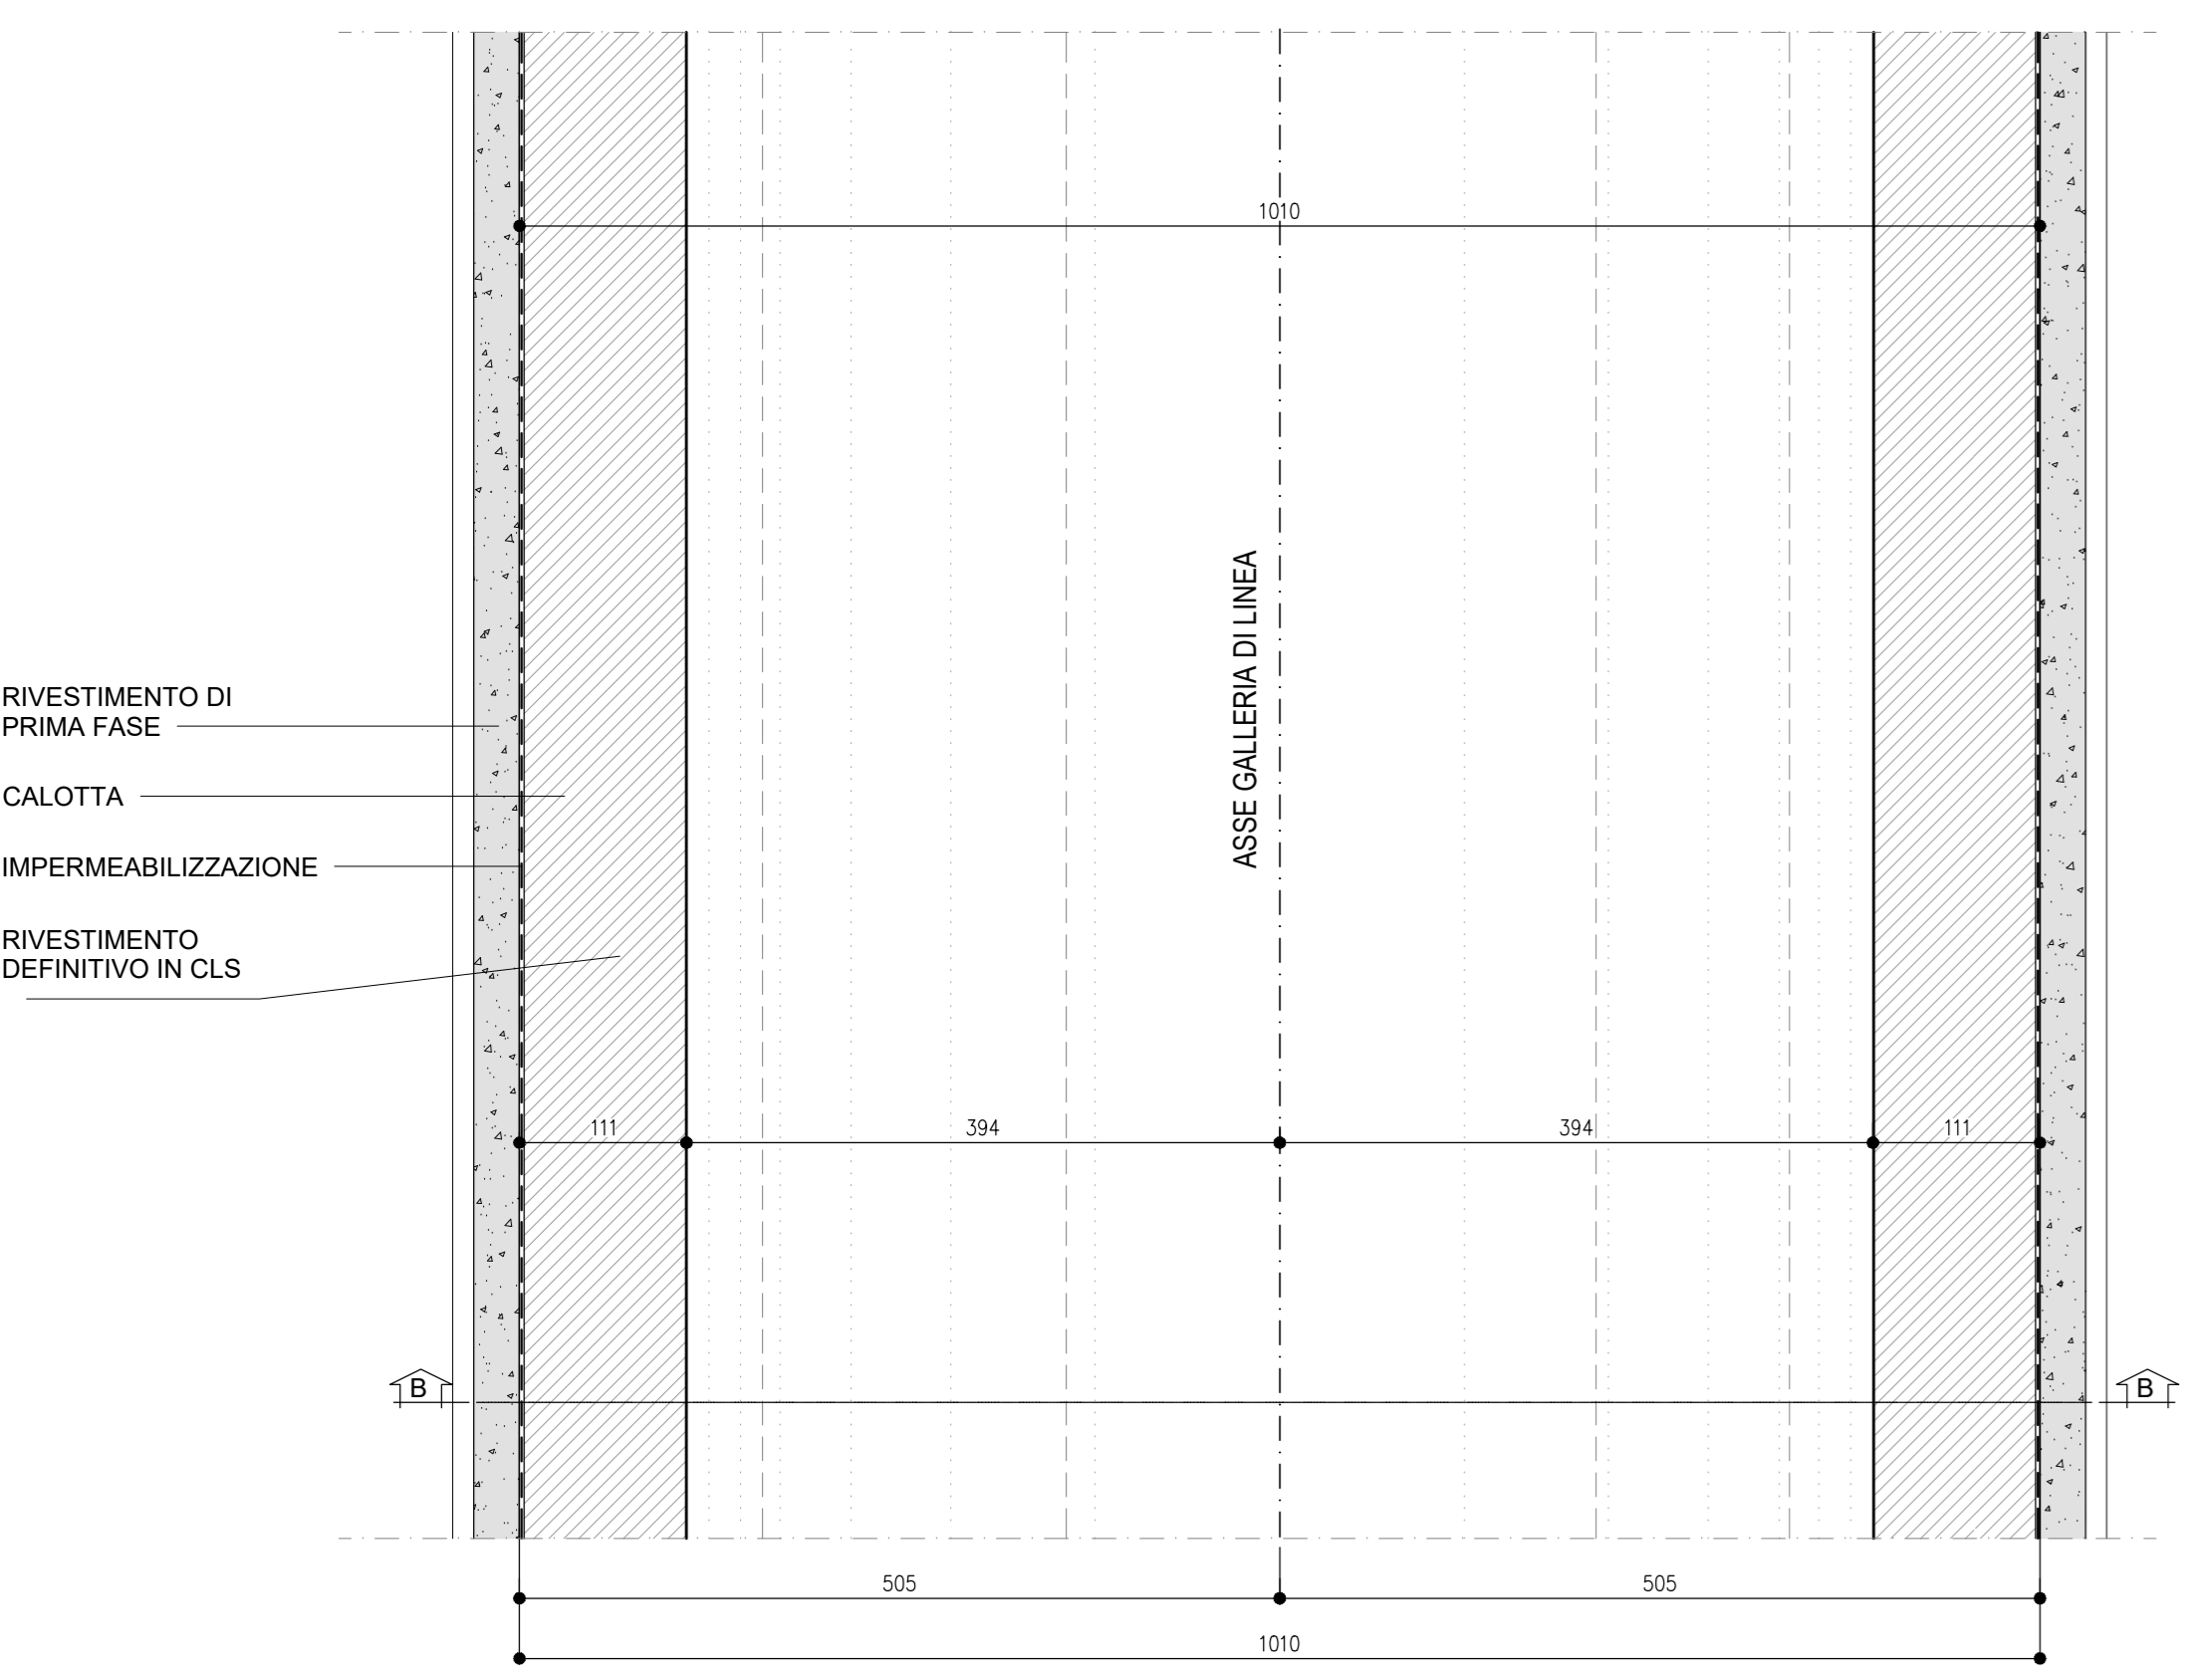 1010
ASSE GALLERIA DI LINEA
RIVESTIMENTO DI
PRIMA FASE
CALOTTA
IMPERMEABILIZZAZIONE
RIVESTIMENTO
DEFINITIVO IN CLS
111
394
394
111
B
B
505
505
1010